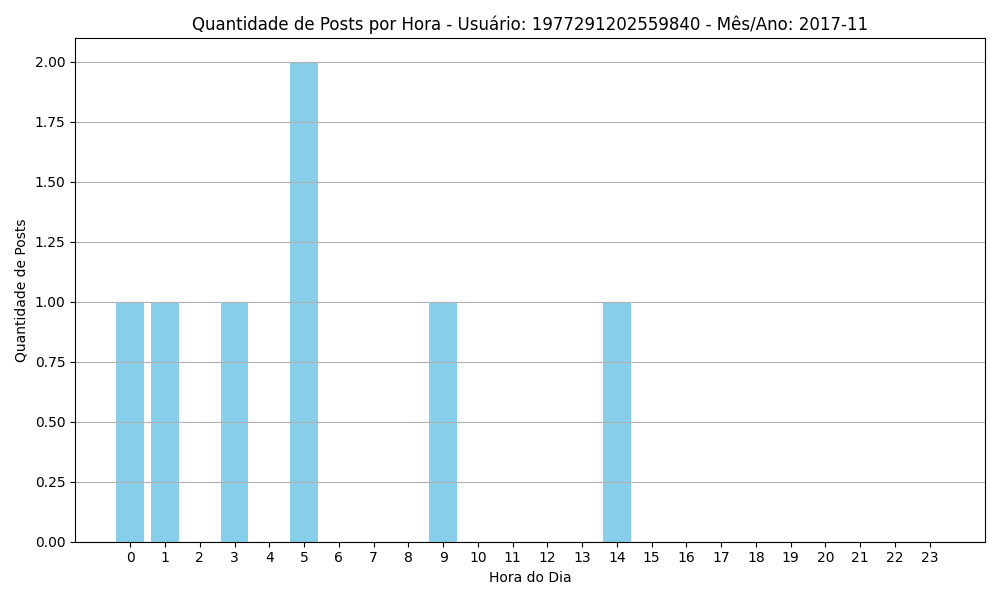 Quantidade de Posts por Hora - Usuário: 1977291202559840 - Mês/Ano: 2017-11
Quantidade de Posts
2.00
1.75
1.50
1.25
1.00
0.75
0.50
0.25
0.00
0 1 2 3 4 5 6 7 8 9 10 11 12 13 14 15 16 17 18 19 20 21 22 23
Hora do Dia